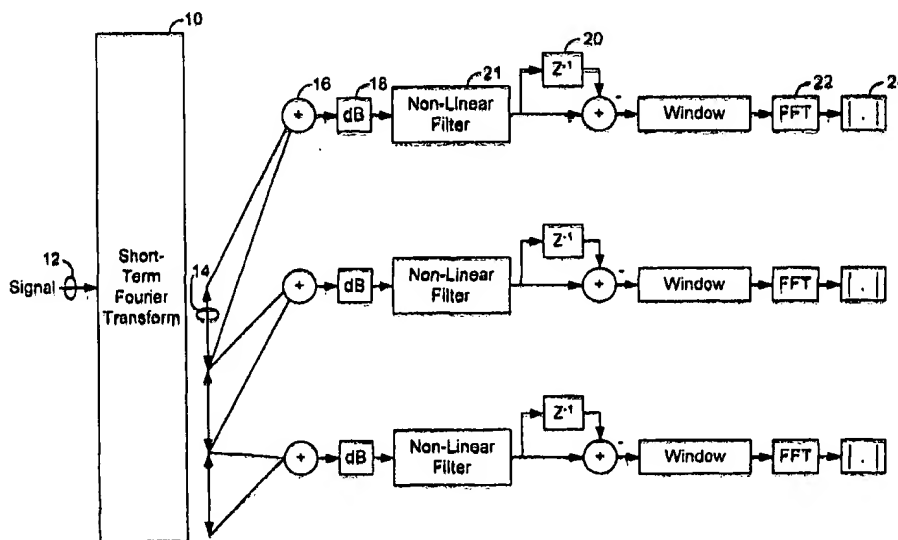 10
12
Signal
Short-
Term
Fourier
Transform
14
16
+
18
dB
21
Non-Linear
Filter
20
Z-1
-
+
Window
22
FFT
|.|
+
dB
Non-Linear
Filter
Z-1
-
+
Window
FFT
|.|
+
dB
Non-Linear
Filter
Z-1
-
+
Window
FFT
|.|